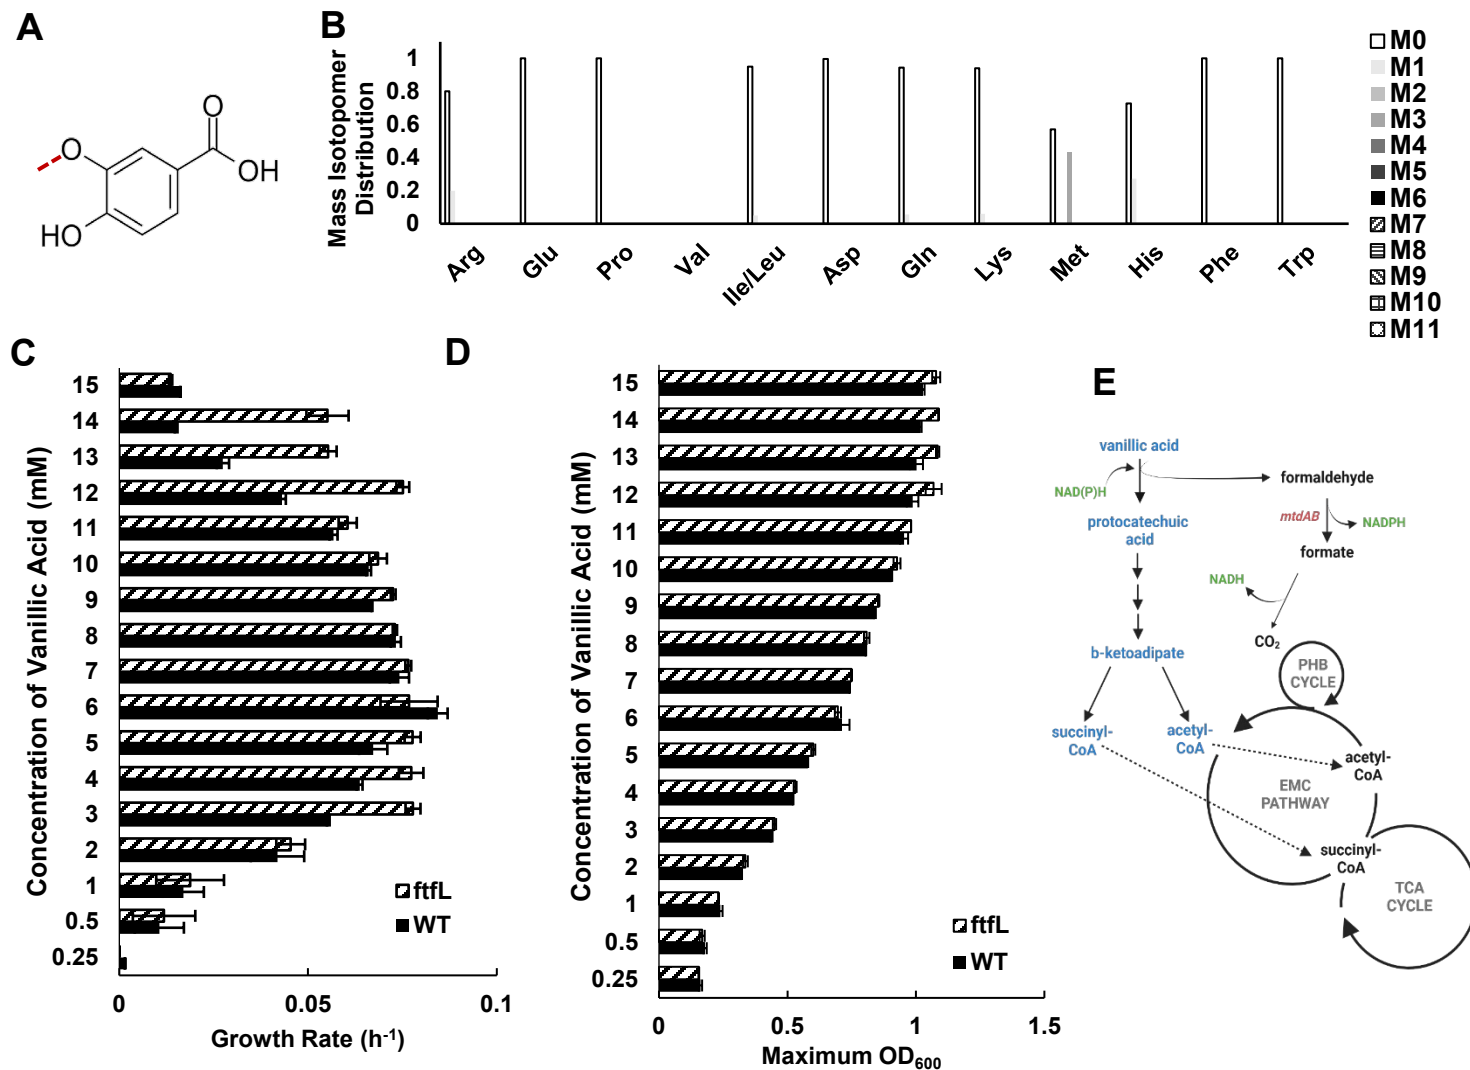 A
O
O
OH
HO
B
Mass Isotopomer
Distribution
1
0.8
0.6
0.4
0.2
0
Arg
Glu
Pro
Val
Ile/Leu
Asp
Gln
Lys
Met
His
Phe
Trp
M0
M1
M2
M3
M4
M5
M6
M7
M8
M9
M10
M11
C
Concentration of Vanillic Acid (mM)
15
14
13
12
11
10
9
8
7
6
5
4
3
2
1
0.5
0.25
ftfL
WT
0
0.05
0.1
Growth Rate (h-1)
D
Concentration of Vanillic Acid (mM)
15
14
13
12
11
10
9
8
7
6
5
4
3
2
1
0.5
0.25
ftfL
WT
0
0.5
1
1.5
Maximum OD600
E
vanillic acid
NAD(P)H
formaldehyde
mtdAB
NADPH
protocatechuic
acid
formate
NADH
CO2
b-ketoadipate
PHB
CYCLE
succinyl-
CoA
acetyl-
CoA
acetyl-
CoA
EMC
PATHWAY
succinyl-
CoA
TCA
CYCLE